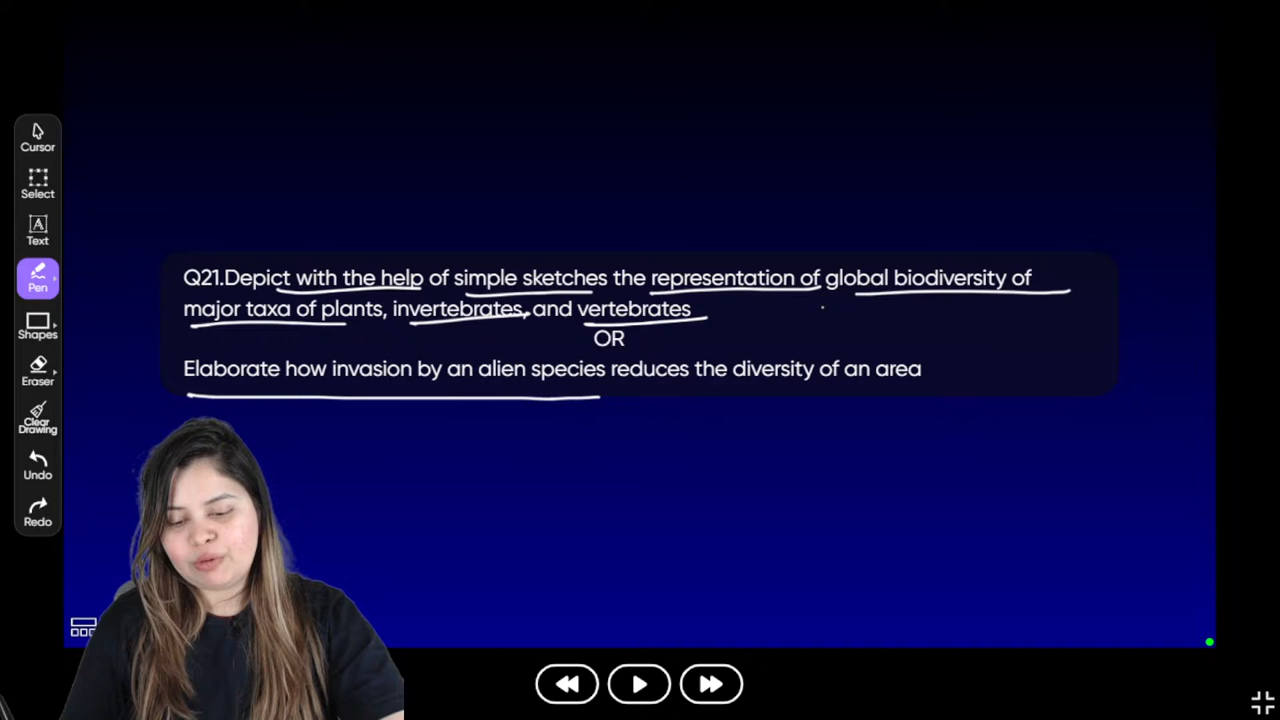 Cursor
Select
Text
Pen
Shapes
Eraser
Clear
Drawing
Undo
Redo
Q21.Depict with the help of simple sketches the representation of global biodiversity of
major taxa of plants, invertebrates, and vertebrates
OR
Elaborate how invasion by an alien species reduces the diversity of an area